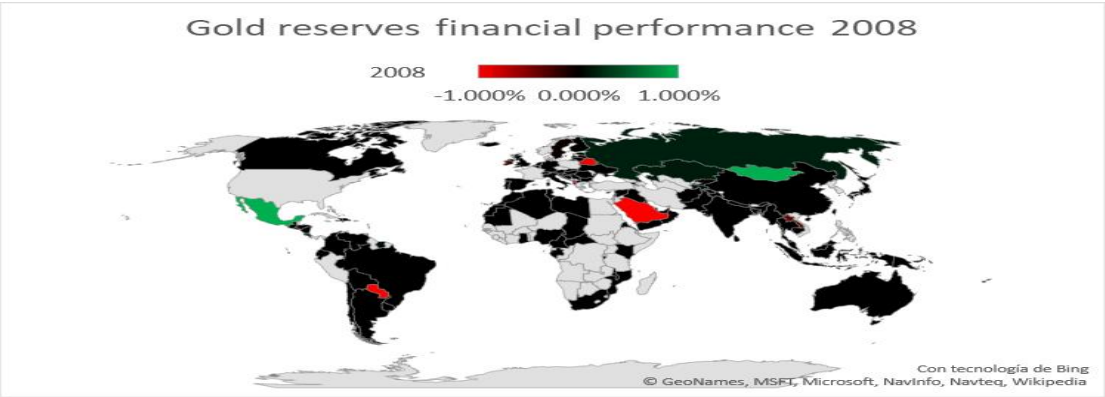 Gold reserves financial performance 2008
2008
-1.000% 0.000% 1.000%
Con tecnología de Bing
© GeoNames, MSFT, Microsoft, NavInfo, Navteq, Wikipedia